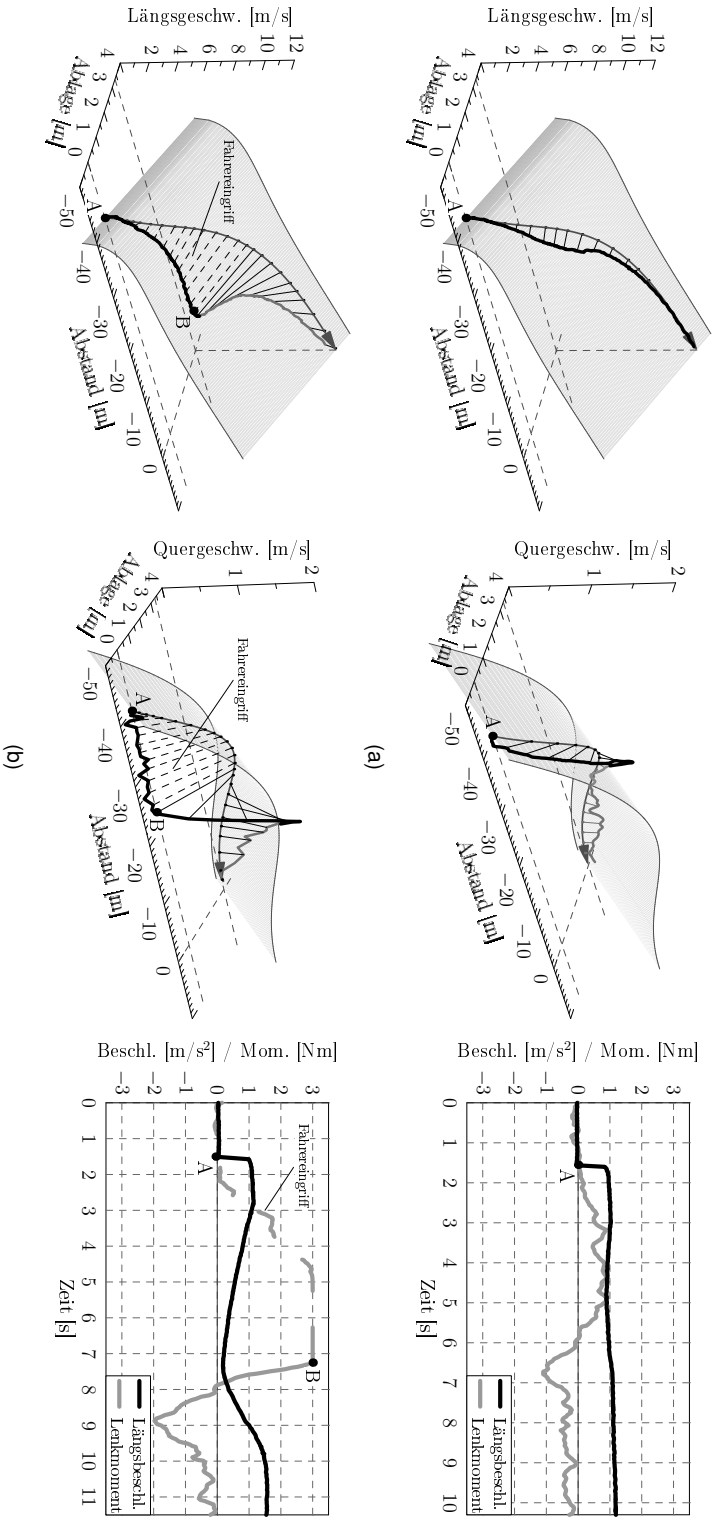 Längsgeschw. [m/s]
2
4
6
8
10
12
4
3
2
1
0
Ablage [m]
A
−50
−40
−30
−20
−10
0
Abstand [m]
Quergeschw. [m/s]
1
2
4
3
2
1
0
Ablage [m]
A
−50
−40
−30
−20
−10
0
Abstand [m]
Beschl. [m/s²] / Mom. [Nm]
3
2
1
0
−1
−2
−3
A
0 1 2 3 4 5 6 7 8 9 10
Zeit [s]
Längsbeschl.
Lenkmoment
(a)
Längsgeschw. [m/s]
2
4
6
8
10
12
4
3
2
1
0
Ablage [m]
Fahrereingriff
A
B
−50
−40
−30
−20
−10
0
Abstand [m]
Quergeschw. [m/s]
1
2
4
3
2
1
0
Ablage [m]
Fahrereingriff
A
B
−50
−40
−30
−20
−10
0
Abstand [m]
Beschl. [m/s²] / Mom. [Nm]
3
2
1
0
−1
−2
−3
Fahrereingriff
A
B
0 1 2 3 4 5 6 7 8 9 10 11
Zeit [s]
Längsbeschl.
Lenkmoment
(b)